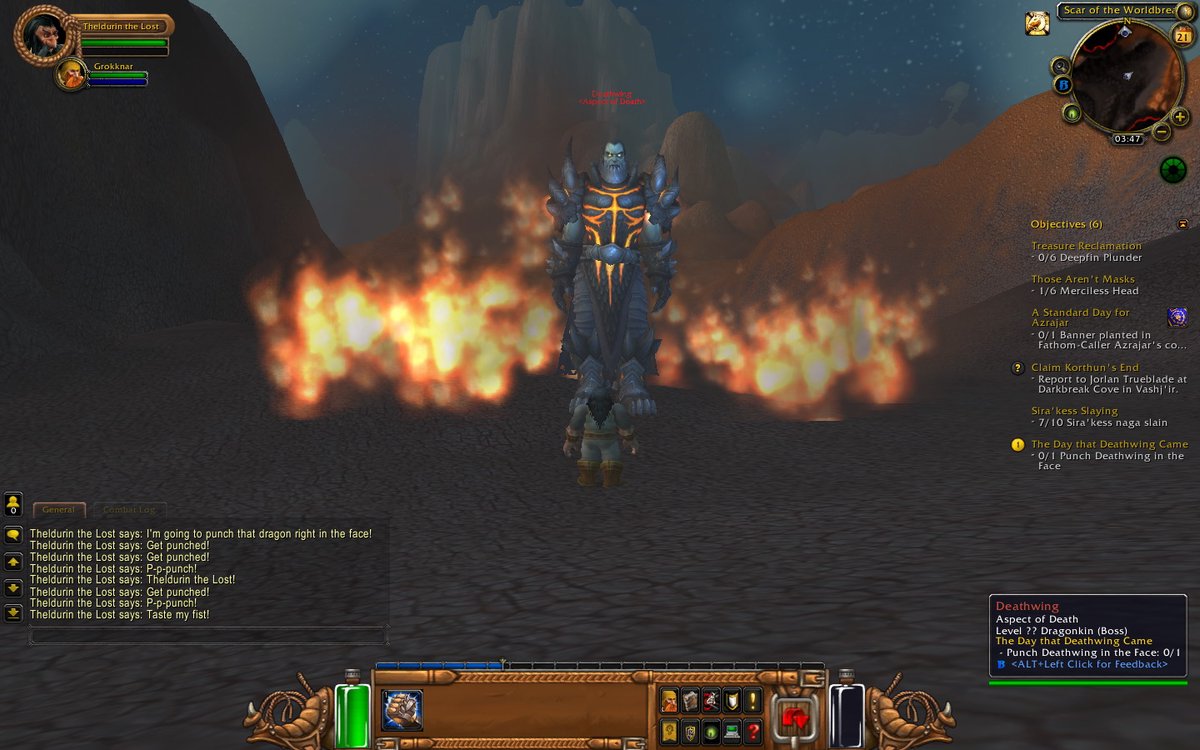 Theldurin the Lost
Grokknar
Deathwing
<Aspect of Death>
Scar of the Worldbrea
N
21
B
03:47
Objectives (6)
Treasure Reclamation
- 0/6 Deepfin Plunder
Those Aren't Masks
- 1/6 Merciless Head
A Standard Day for
Azrajar
- 0/1 Banner planted in
Fathom-Caller Azrajar's co...
? Claim Korthun's End
- Report to Jorlan Trueblade at
Darkbreak Cove in Vashj'ir.
Sira'kess Slaying
- 7/10 Sira'kess naga slain
! The Day that Deathwing Came
- 0/1 Punch Deathwing in the
Face
0
General
Combat Log
Theldurin the Lost says: I'm going to punch that dragon right in the face!
Theldurin the Lost says: Get punched!
Theldurin the Lost says: Get punched!
Theldurin the Lost says: P-p-punch!
Theldurin the Lost says: Theldurin the Lost!
Theldurin the Lost says: Get punched!
Theldurin the Lost says: P-p-punch!
Theldurin the Lost says: Taste my fist!
Deathwing
Aspect of Death
Level ?? Dragonkin (Boss)
The Day that Deathwing Came
- Punch Deathwing in the Face: 0/1
B <ALT+Left Click for Feedback>